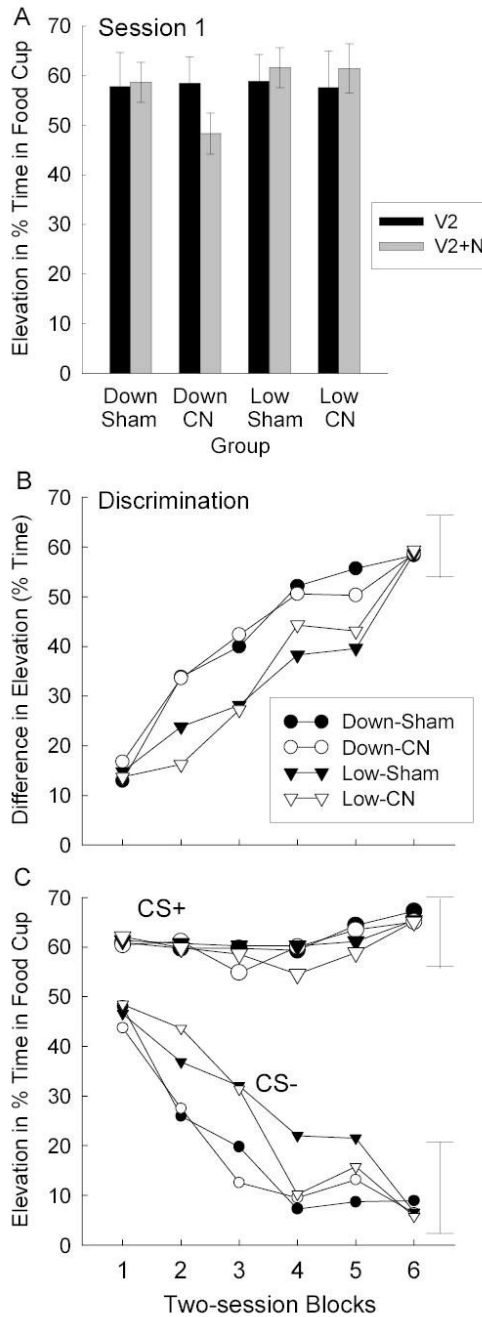 A
Session 1
Elevation in % Time in Food Cup
70
60
50
40
30
20
10
0
Down Sham
Down CN
Low Sham
Low CN
Group
V2
V2+N
B
Discrimination
Difference in Elevation (% Time)
70
60
50
40
30
20
10
0
Down-Sham
Down-CN
Low-Sham
Low-CN
C
CS+
CS-
Elevation in % Time in Food Cup
70
60
50
40
30
20
10
0
1 2 3 4 5 6
Two-session Blocks